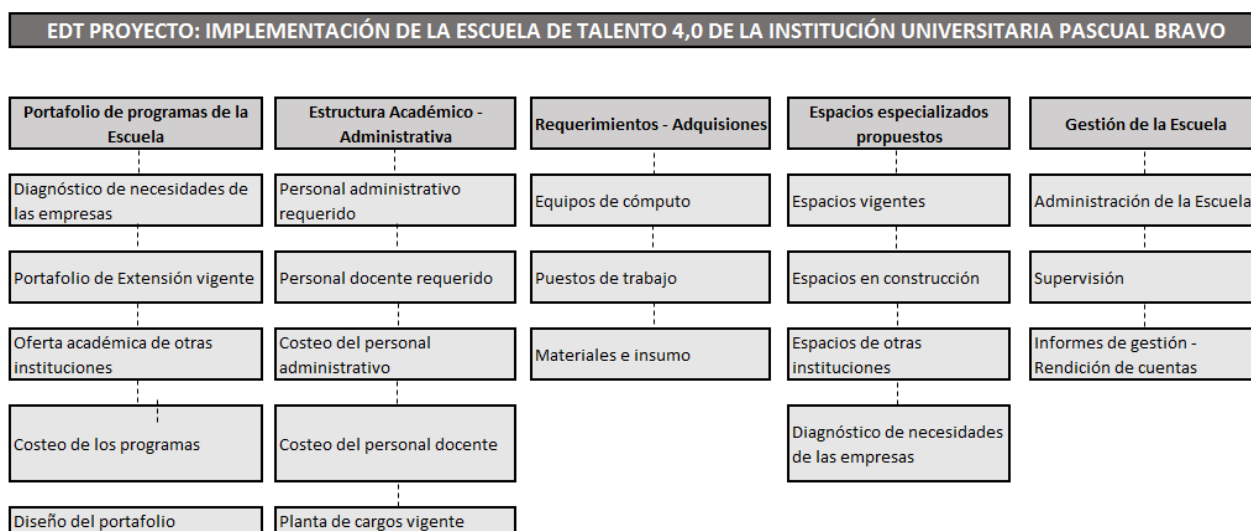 EDT PROYECTO: IMPLEMENTACIÓN DE LA ESCUELA DE TALENTO 4,0 DE LA INSTITUCIÓN UNIVERSITARIA PASCUAL BRAVO
Portafolio de programas de la
Escuela
Diagnóstico de necesidades de
las empresas
Portafolio de Extensión vigente
Oferta académica de otras
instituciones
Costeo de los programas
Diseño del portafolio
Estructura Académico -
Administrativa
Personal administrativo
requerido
Personal docente requerido
Costeo del personal
administrativo
Costeo del personal docente
Planta de cargos vigente
Requerimientos - Adquisiones
Equipos de cómputo
Puestos de trabajo
Materiales e insumo
Espacios especializados
propuestos
Espacios vigentes
Espacios en construcción
Espacios de otras
instituciones
Diagnóstico de necesidades
de las empresas
Gestión de la Escuela
Administración de la Escuela
Supervisión
Informes de gestión -
Rendición de cuentas